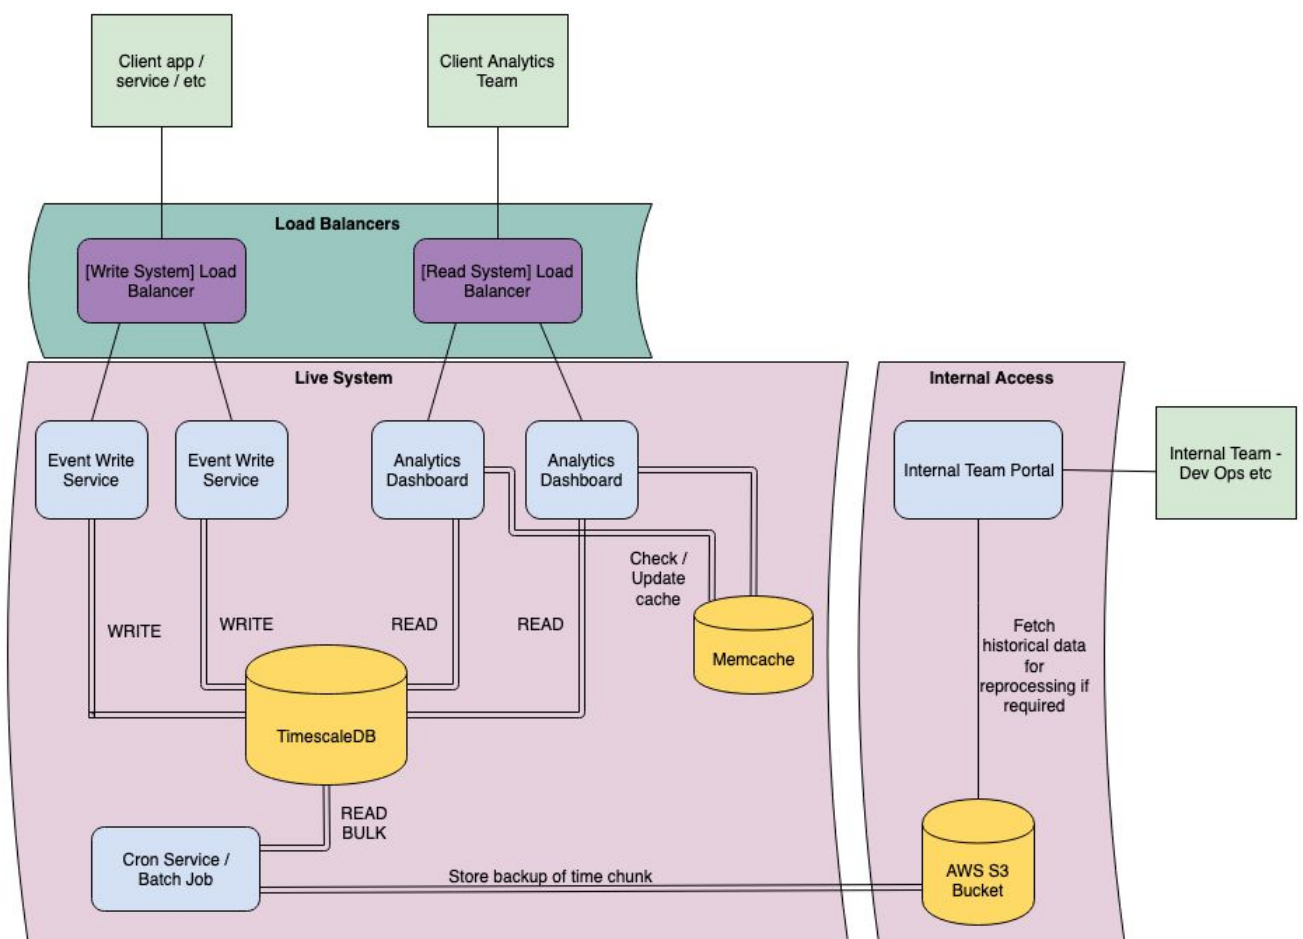 Client app /
service / etc
Client Analytics
Team
Load Balancers
[Write System] Load
Balancer
[Read System] Load
Balancer
Live System
Internal Access
Event Write
Service
Event Write
Service
Analytics
Dashboard
Analytics
Dashboard
Internal Team Portal
Internal Team -
Dev Ops etc
Check /
Update
cache
WRITE
WRITE
READ
READ
Memcache
Fetch
historical data
for
reprocessing if
required
TimescaleDB
READ
BULK
Cron Service /
Batch Job
Store backup of time chunk
AWS S3
Bucket